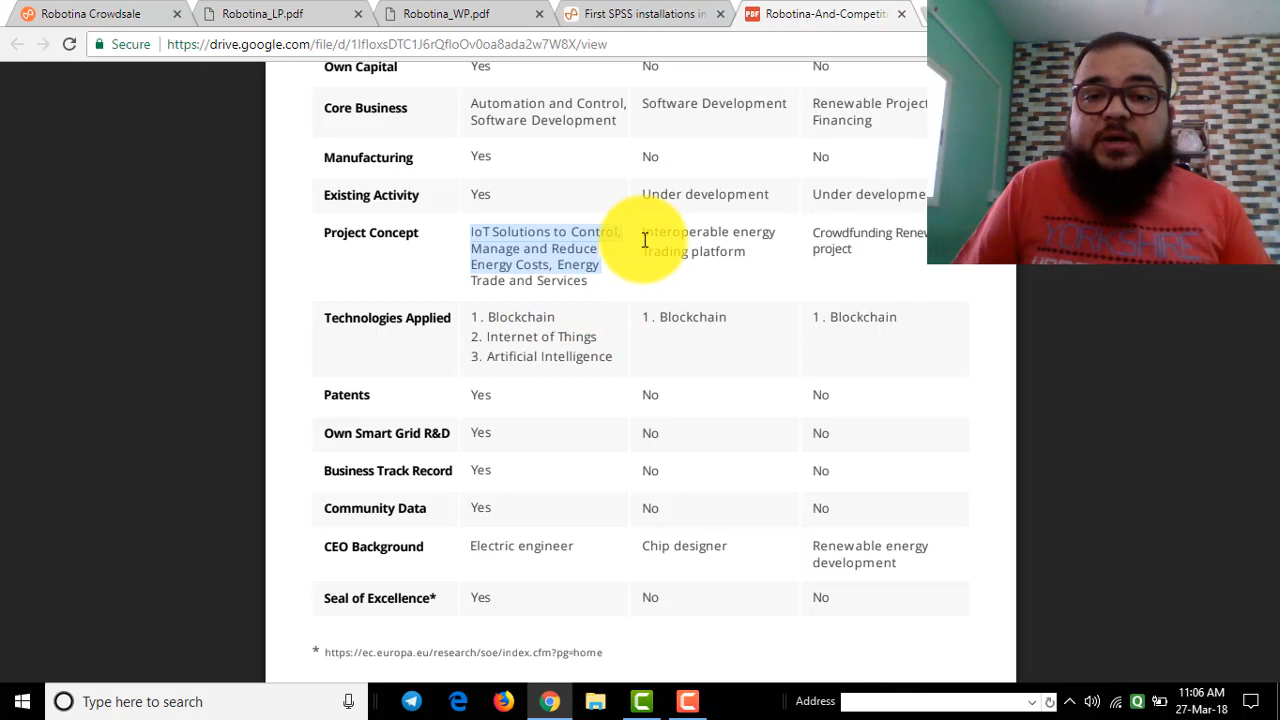 Robotina Crowdsale
Robotina_LP.pdf
Robotina_WP.pdf
First SPSS installations in
Robotina-And-Competit
Secure
https://drive.google.com/file/d/1IfloxsDTC1J6rQfloOv0oa8ada2w7W8X/view
Own Capital Yes No No
Core Business Automation and Control, Software Development Renewable Project
Software Development Financing
Manufacturing Yes No No
Existing Activity Yes Under development Under developme
Project Concept IoT Solutions to Control, Interoperable energy Crowdfunding Renew
Manage and Reduce trading platform project
Energy Costs, Energy
Trade and Services
Technologies Applied 1. Blockchain 1. Blockchain 1. Blockchain
2. Internet of Things
3. Artificial Intelligence
Patents Yes No No
Own Smart Grid R&D Yes No No
Business Track Record Yes No No
Community Data Yes No No
CEO Background Electric engineer Chip designer Renewable energy
development
Seal of Excellence* Yes No No
* https://ec.europa.eu/research/soe/index.cfm?pg=home
YORKSHIRE
Type here to search
Address
11:06 AM
27-Mar-18